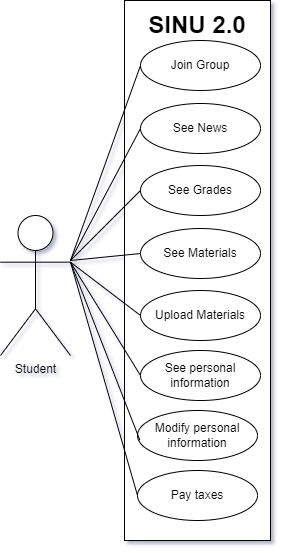 SINU 2.0
Join Group
See News
See Grades
See Materials
Upload Materials
See personal
information
Modify personal
information
Pay taxes
Student